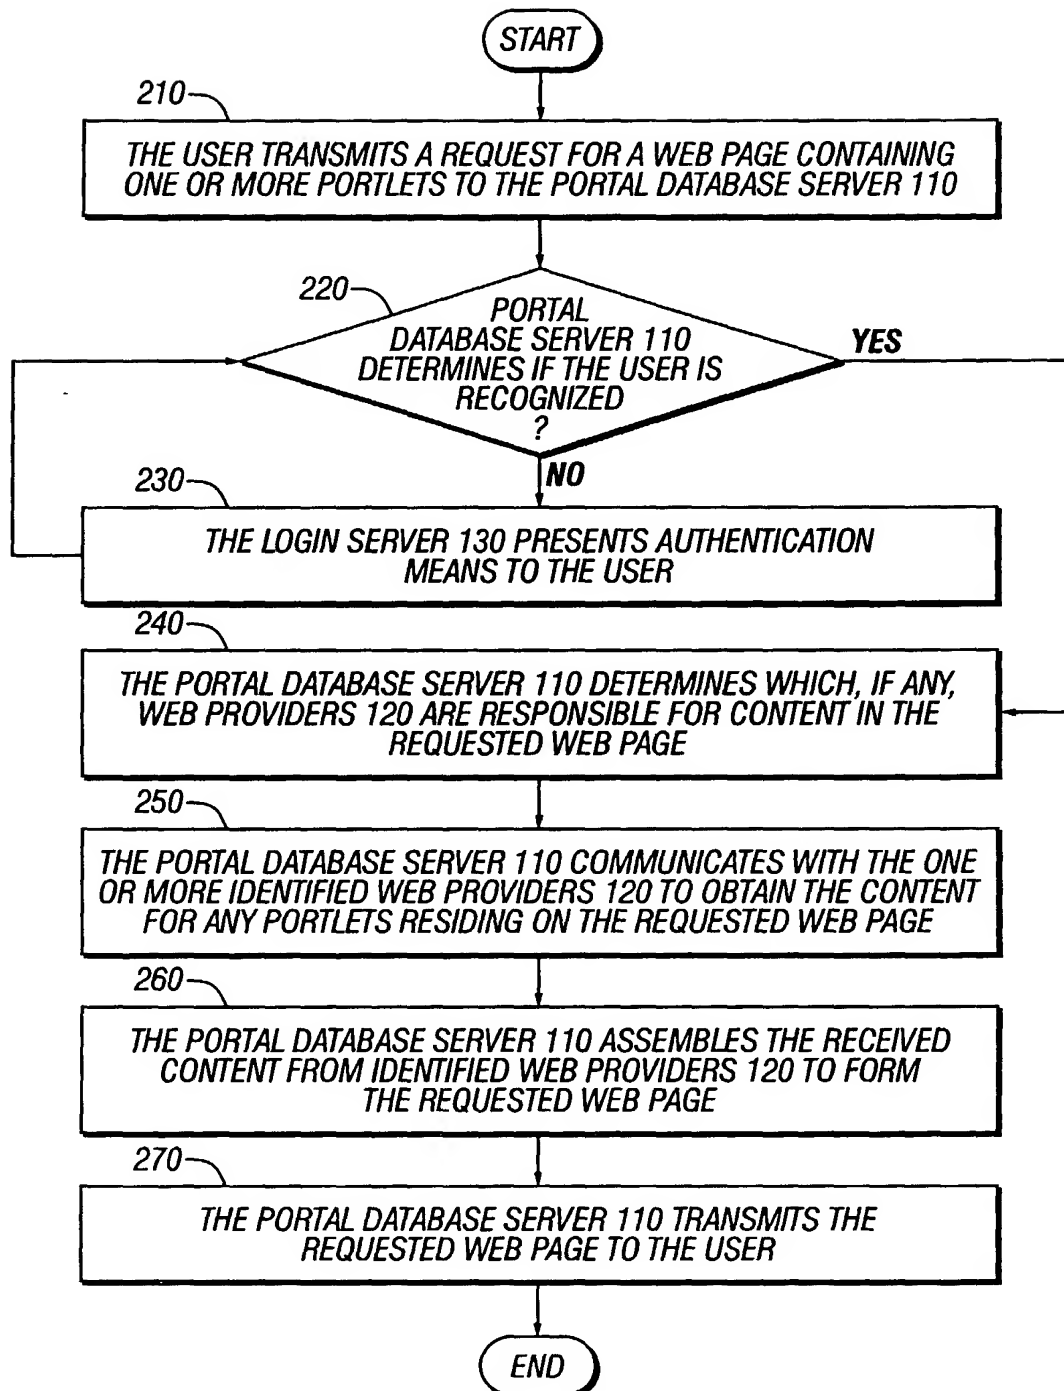 START
210
THE USER TRANSMITS A REQUEST FOR A WEB PAGE CONTAINING
ONE OR MORE PORTLETS TO THE PORTAL DATABASE SERVER 110
220
PORTAL
DATABASE SERVER 110
DETERMINES IF THE USER IS
RECOGNIZED
?
YES
NO
230
THE LOGIN SERVER 130 PRESENTS AUTHENTICATION
MEANS TO THE USER
240
THE PORTAL DATABASE SERVER 110 DETERMINES WHICH, IF ANY,
WEB PROVIDERS 120 ARE RESPONSIBLE FOR CONTENT IN THE
REQUESTED WEB PAGE
250
THE PORTAL DATABASE SERVER 110 COMMUNICATES WITH THE ONE
OR MORE IDENTIFIED WEB PROVIDERS 120 TO OBTAIN THE CONTENT
FOR ANY PORTLETS RESIDING ON THE REQUESTED WEB PAGE
260
THE PORTAL DATABASE SERVER 110 ASSEMBLES THE RECEIVED
CONTENT FROM IDENTIFIED WEB PROVIDERS 120 TO FORM
THE REQUESTED WEB PAGE
270
THE PORTAL DATABASE SERVER 110 TRANSMITS THE
REQUESTED WEB PAGE TO THE USER
END